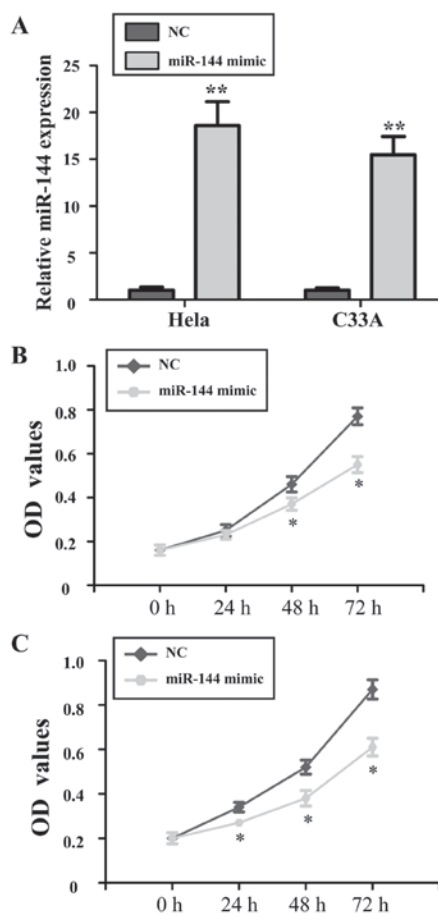 A
NC
miR-144 mimic
Relative miR-144 expression
25
20
15
10
5
0
**
**
Hela
C33A
B
NC
miR-144 mimic
OD values
1.0
0.8
0.6
0.4
0.2
0
*
*
0 h
24 h
48 h
72 h
C
NC
miR-144 mimic
OD values
1.0
0.8
0.6
0.4
0.2
0
*
*
*
0 h
24 h
48 h
72 h